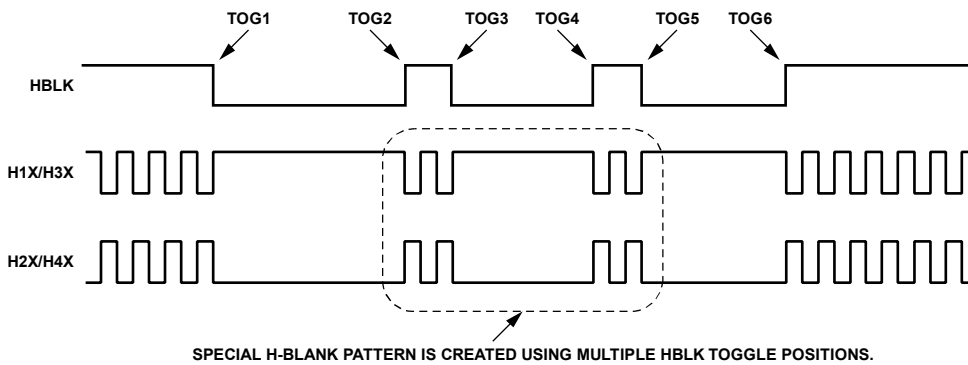 TOG1 TOG2 TOG3 TOG4 TOG5 TOG6
HBLK
H1X/H3X
H2X/H4X
SPECIAL H-BLANK PATTERN IS CREATED USING MULTIPLE HBLK TOGGLE POSITIONS.